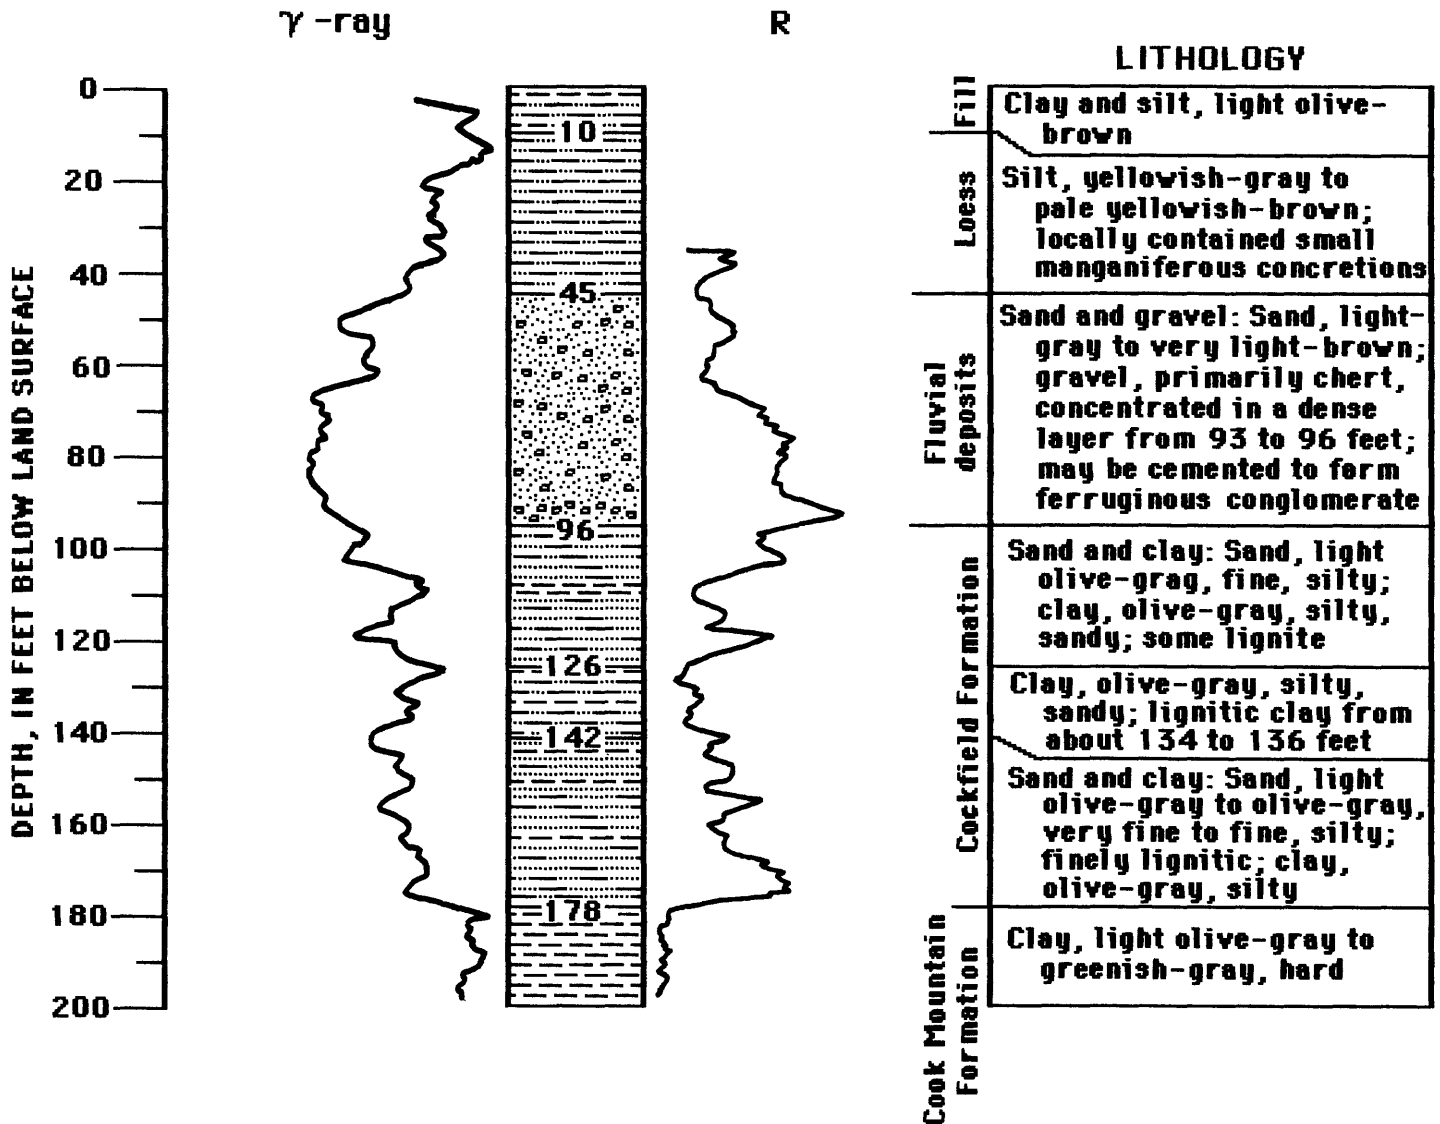 γ -ray
R
LITHOLOGY
DEPTH, IN FEET BELOW LAND SURFACE
0
20
40
60
80
100
120
140
160
180
200
10
45
96
126
142
178
Fill
Clay and silt, light olive-
brown
Loess
Silt, yellowish-gray to
pale yellowish-brown;
locally contained small
manganiferous concretions
Fluvial
deposits
Sand and gravel: Sand, light-
gray to very light-brown;
gravel, primarily chert,
concentrated in a dense
layer from 93 to 96 feet;
may be cemented to form
ferruginous conglomerate
Cockfield Formation
Sand and clay: Sand, light
olive-grag, fine, silty;
clay, olive-gray, silty,
sandy; some lignite
Clay, olive-gray, silty,
sandy; lignitic clay from
about 134 to 136 feet
Sand and clay: Sand, light
olive-gray to olive-gray,
very fine to fine, silty;
finely lignitic; clay,
olive-gray, silty
Cook Mountain
Formation
Clay, light olive-gray to
greenish-gray, hard